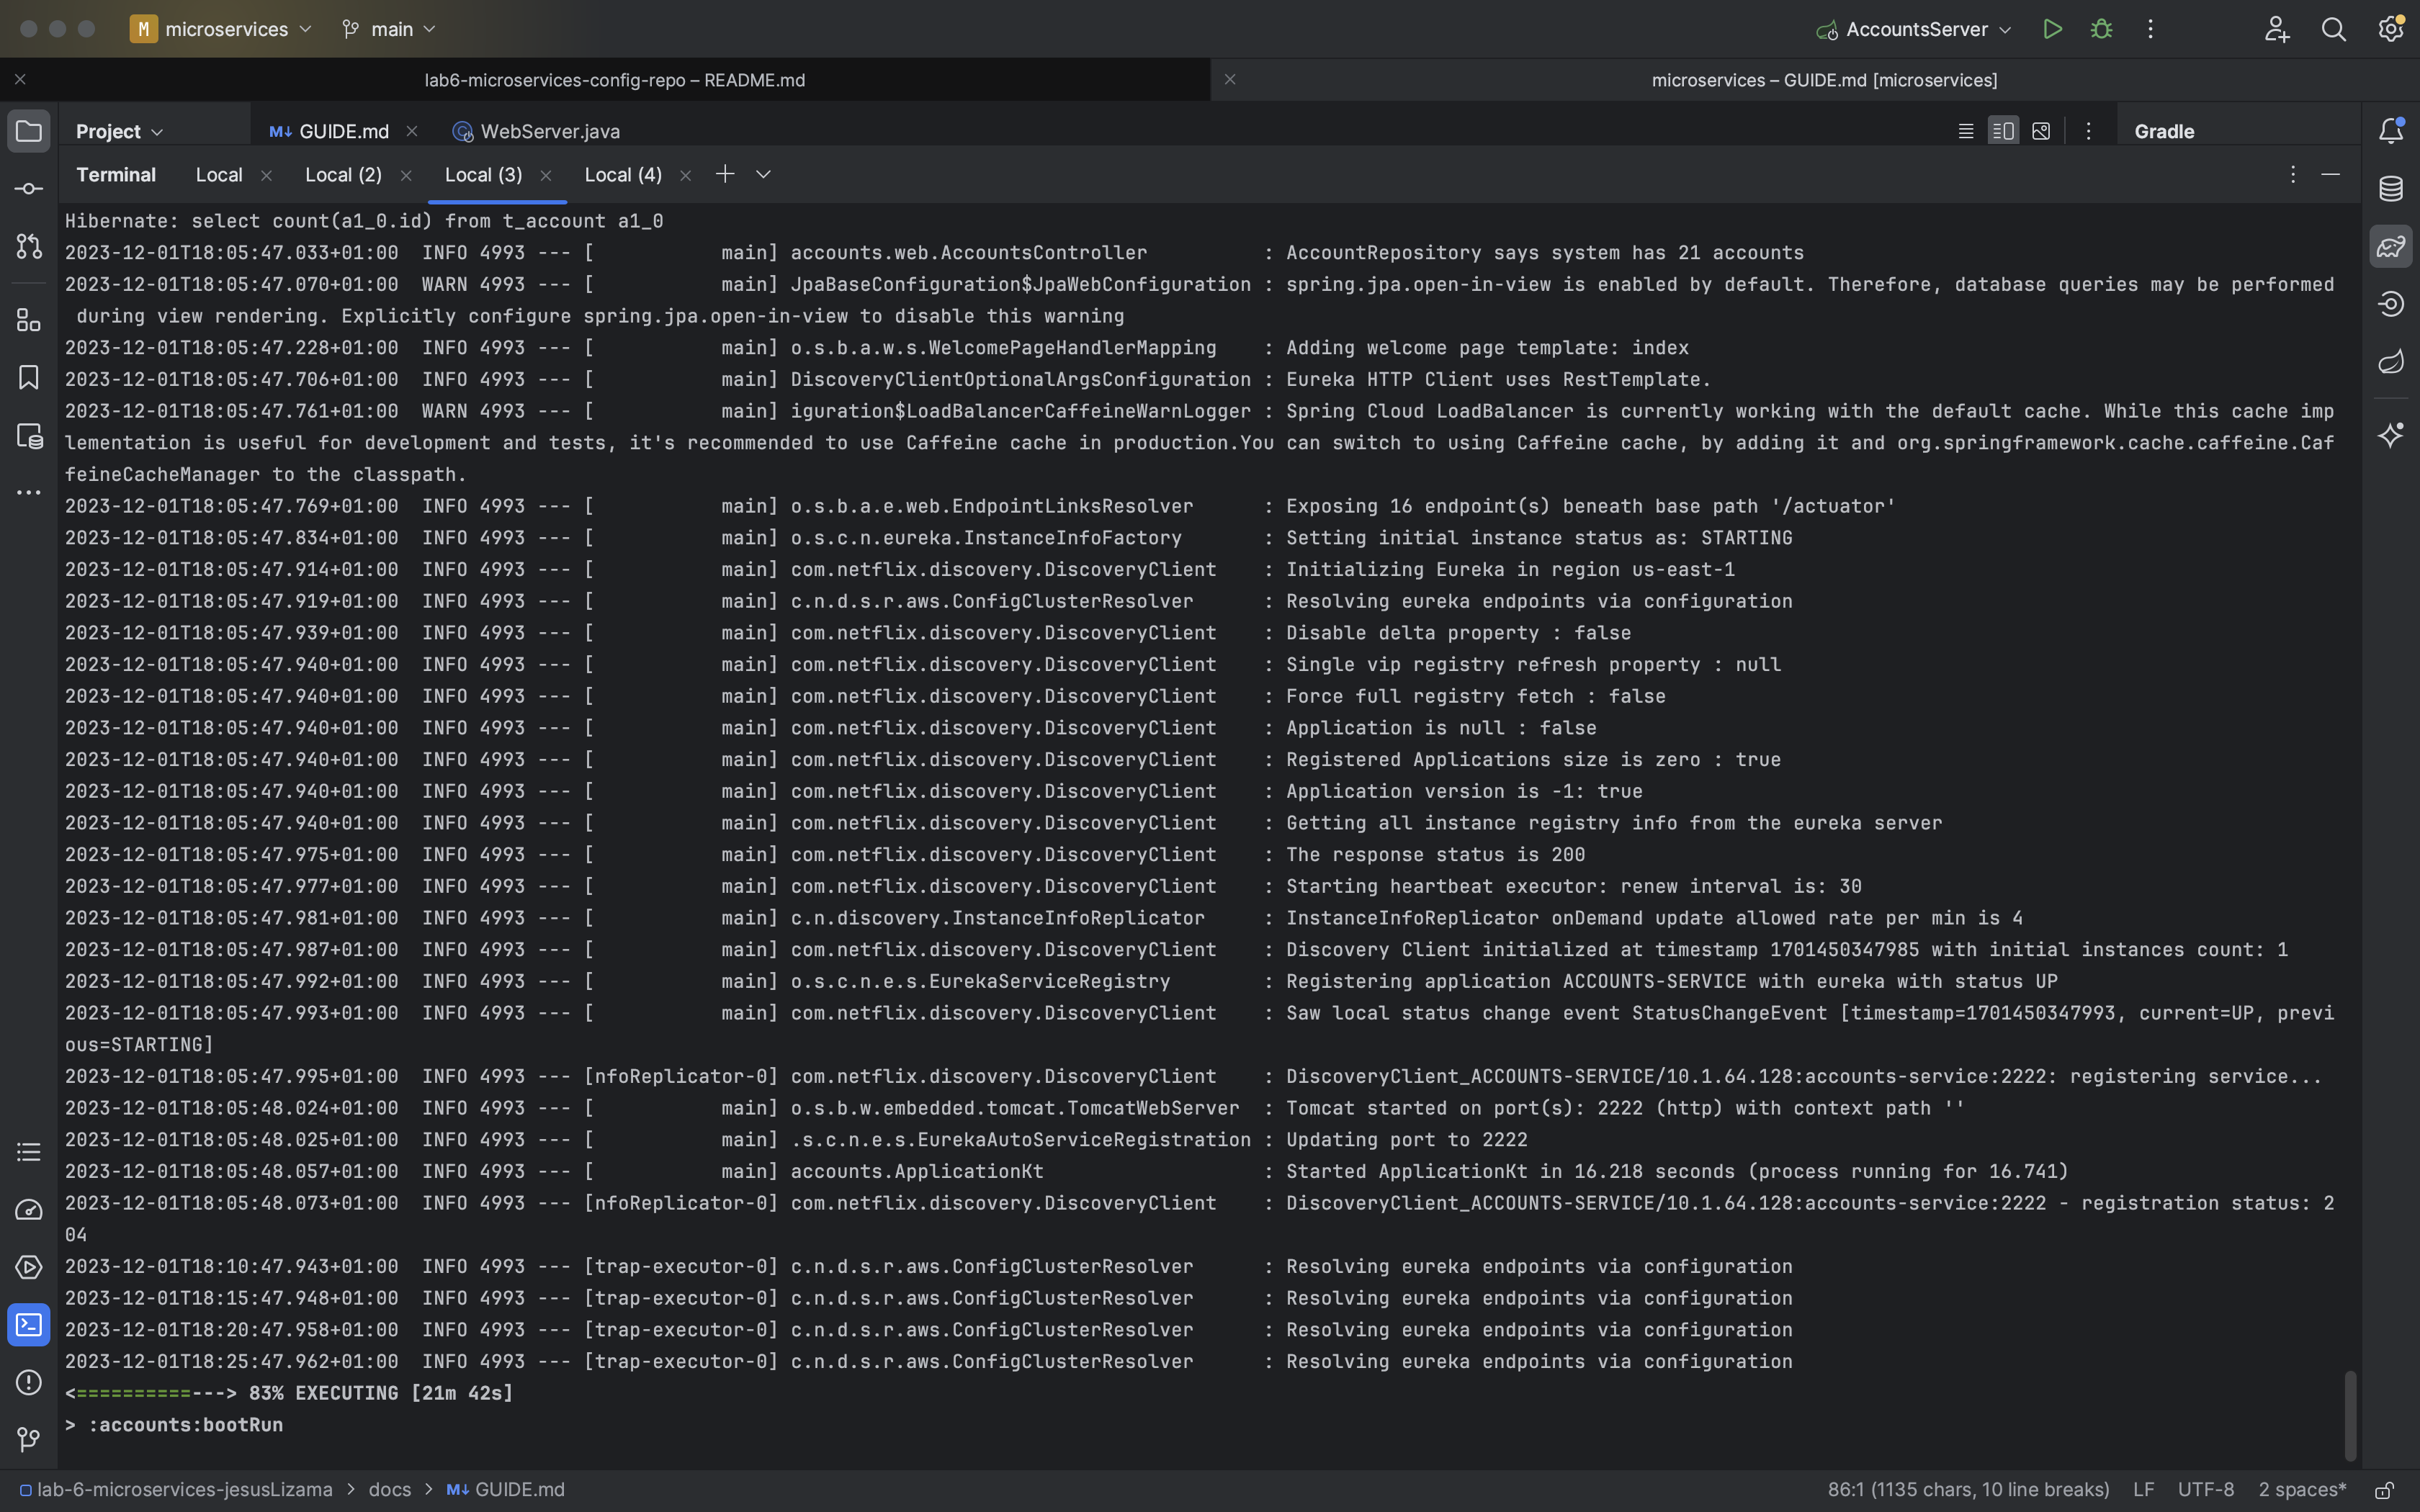 M microservices main AccountsServer
lab6-microservices-config-repo – README.md microservices – GUIDE.md [microservices]
Project M↓ GUIDE.md WebServer.java Gradle
Terminal Local Local (2) Local (3) Local (4)
Hibernate: select count(a1_0.id) from t_account a1_0
2023-12-01T18:05:47.033+01:00  INFO 4993 --- [           main] accounts.web.AccountsController          : AccountRepository says system has 21 accounts
2023-12-01T18:05:47.070+01:00  WARN 4993 --- [           main] JpaBaseConfiguration$JpaWebConfiguration : spring.jpa.open-in-view is enabled by default. Therefore, database queries may be performed
during view rendering. Explicitly configure spring.jpa.open-in-view to disable this warning
2023-12-01T18:05:47.228+01:00  INFO 4993 --- [           main] o.s.b.a.w.s.WelcomePageHandlerMapping    : Adding welcome page template: index
2023-12-01T18:05:47.706+01:00  INFO 4993 --- [           main] DiscoveryClientOptionalArgsConfiguration : Eureka HTTP Client uses RestTemplate.
2023-12-01T18:05:47.761+01:00  WARN 4993 --- [           main] iguration$LoadBalancerCaffeineWarnLogger : Spring Cloud LoadBalancer is currently working with the default cache. While this cache imp
lementation is useful for development and tests, it's recommended to use Caffeine cache in production.You can switch to using Caffeine cache, by adding it and org.springframework.cache.caffeine.Caf
feineCacheManager to the classpath.
2023-12-01T18:05:47.769+01:00  INFO 4993 --- [           main] o.s.b.a.e.web.EndpointLinksResolver      : Exposing 16 endpoint(s) beneath base path '/actuator'
2023-12-01T18:05:47.834+01:00  INFO 4993 --- [           main] o.s.c.n.eureka.InstanceInfoFactory       : Setting initial instance status as: STARTING
2023-12-01T18:05:47.914+01:00  INFO 4993 --- [           main] com.netflix.discovery.DiscoveryClient    : Initializing Eureka in region us-east-1
2023-12-01T18:05:47.919+01:00  INFO 4993 --- [           main] c.n.d.s.r.aws.ConfigClusterResolver      : Resolving eureka endpoints via configuration
2023-12-01T18:05:47.939+01:00  INFO 4993 --- [           main] com.netflix.discovery.DiscoveryClient    : Disable delta property : false
2023-12-01T18:05:47.940+01:00  INFO 4993 --- [           main] com.netflix.discovery.DiscoveryClient    : Single vip registry refresh property : null
2023-12-01T18:05:47.940+01:00  INFO 4993 --- [           main] com.netflix.discovery.DiscoveryClient    : Force full registry fetch : false
2023-12-01T18:05:47.940+01:00  INFO 4993 --- [           main] com.netflix.discovery.DiscoveryClient    : Application is null : false
2023-12-01T18:05:47.940+01:00  INFO 4993 --- [           main] com.netflix.discovery.DiscoveryClient    : Registered Applications size is zero : true
2023-12-01T18:05:47.940+01:00  INFO 4993 --- [           main] com.netflix.discovery.DiscoveryClient    : Application version is -1: true
2023-12-01T18:05:47.940+01:00  INFO 4993 --- [           main] com.netflix.discovery.DiscoveryClient    : Getting all instance registry info from the eureka server
2023-12-01T18:05:47.975+01:00  INFO 4993 --- [           main] com.netflix.discovery.DiscoveryClient    : The response status is 200
2023-12-01T18:05:47.977+01:00  INFO 4993 --- [           main] com.netflix.discovery.DiscoveryClient    : Starting heartbeat executor: renew interval is: 30
2023-12-01T18:05:47.981+01:00  INFO 4993 --- [           main] c.n.discovery.InstanceInfoReplicator     : InstanceInfoReplicator onDemand update allowed rate per min is 4
2023-12-01T18:05:47.987+01:00  INFO 4993 --- [           main] com.netflix.discovery.DiscoveryClient    : Discovery Client initialized at timestamp 1701450347985 with initial instances count: 1
2023-12-01T18:05:47.992+01:00  INFO 4993 --- [           main] o.s.c.n.e.s.EurekaServiceRegistry        : Registering application ACCOUNTS-SERVICE with eureka with status UP
2023-12-01T18:05:47.993+01:00  INFO 4993 --- [           main] com.netflix.discovery.DiscoveryClient    : Saw local status change event StatusChangeEvent [timestamp=1701450347993, current=UP, previ
ous=STARTING]
2023-12-01T18:05:47.995+01:00  INFO 4993 --- [nfoReplicator-0] com.netflix.discovery.DiscoveryClient    : DiscoveryClient_ACCOUNTS-SERVICE/10.1.64.128:accounts-service:2222: registering service...
2023-12-01T18:05:48.024+01:00  INFO 4993 --- [           main] o.s.b.w.embedded.tomcat.TomcatWebServer  : Tomcat started on port(s): 2222 (http) with context path ''
2023-12-01T18:05:48.025+01:00  INFO 4993 --- [           main] .s.c.n.e.s.EurekaAutoServiceRegistration : Updating port to 2222
2023-12-01T18:05:48.057+01:00  INFO 4993 --- [           main] accounts.ApplicationKt                   : Started ApplicationKt in 16.218 seconds (process running for 16.741)
2023-12-01T18:05:48.073+01:00  INFO 4993 --- [nfoReplicator-0] com.netflix.discovery.DiscoveryClient    : DiscoveryClient_ACCOUNTS-SERVICE/10.1.64.128:accounts-service:2222 - registration status: 2
04
2023-12-01T18:10:47.943+01:00  INFO 4993 --- [trap-executor-0] c.n.d.s.r.aws.ConfigClusterResolver      : Resolving eureka endpoints via configuration
2023-12-01T18:15:47.948+01:00  INFO 4993 --- [trap-executor-0] c.n.d.s.r.aws.ConfigClusterResolver      : Resolving eureka endpoints via configuration
2023-12-01T18:20:47.958+01:00  INFO 4993 --- [trap-executor-0] c.n.d.s.r.aws.ConfigClusterResolver      : Resolving eureka endpoints via configuration
2023-12-01T18:25:47.962+01:00  INFO 4993 --- [trap-executor-0] c.n.d.s.r.aws.ConfigClusterResolver      : Resolving eureka endpoints via configuration
<==========---> 83% EXECUTING [21m 42s]
> :accounts:bootRun
lab-6-microservices-jesusLizama > docs > M↓ GUIDE.md 86:1 (1135 chars, 10 line breaks) LF UTF-8 2 spaces*